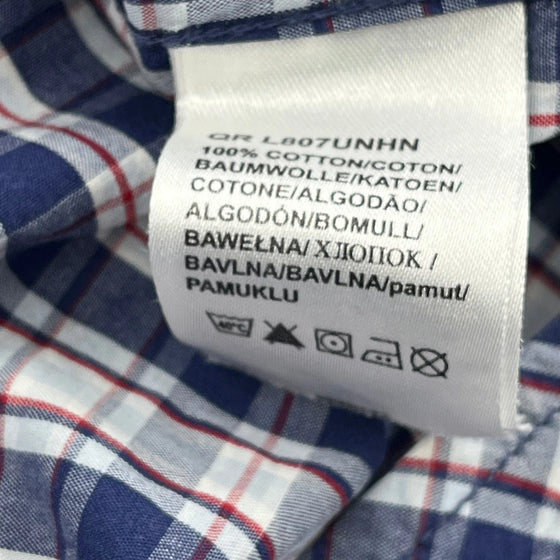 QR L807UNHN
100% COTTON/COTON/
BAUMWOLLE/KATOEN/
COTONE/ALGODÃO/
ALGODÓN/BOMULL/
BAWEŁNA/ХЛОПОК /
BAVLNA/BAVLNA/pamut/
PAMUKLU
40°C